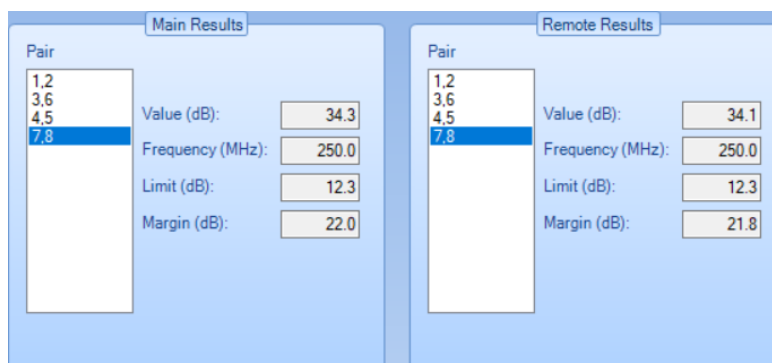 Main Results
Pair
1,2
3,6
4,5
7,8
Value (dB): 34.3
Frequency (MHz): 250.0
Limit (dB): 12.3
Margin (dB): 22.0
Remote Results
Pair
1,2
3,6
4,5
7,8
Value (dB): 34.1
Frequency (MHz): 250.0
Limit (dB): 12.3
Margin (dB): 21.8